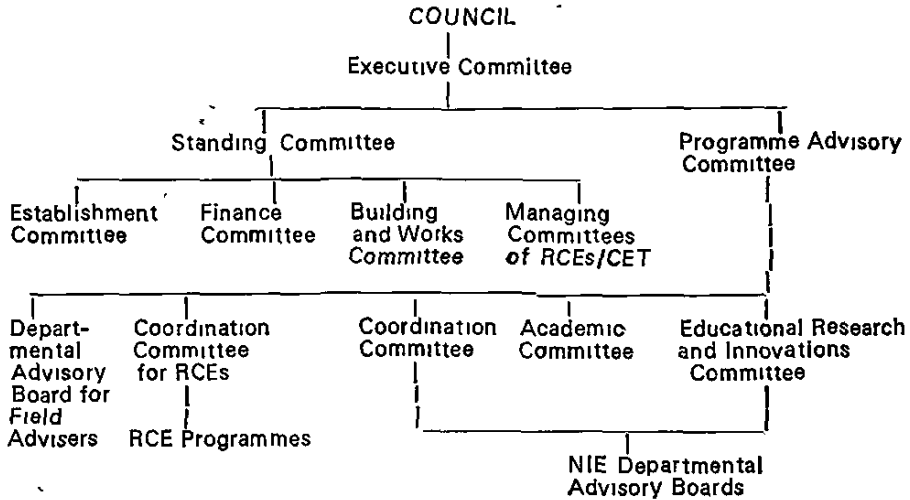 COUNCIL
Executive Committee
Standing Committee
Programme Advisory
Committee
Establishment
Committee
Finance
Committee
Building
and Works
Committee
Managing
Committees
of RCEs/CET
Depart-
mental
Advisory
Board for
Field
Advisers
Coordination
Committee
for RCEs
RCE Programmes
Coordination
Committee
Academic
Committee
Educational Research
and Innovations
Committee
NIE Departmental
Advisory Boards